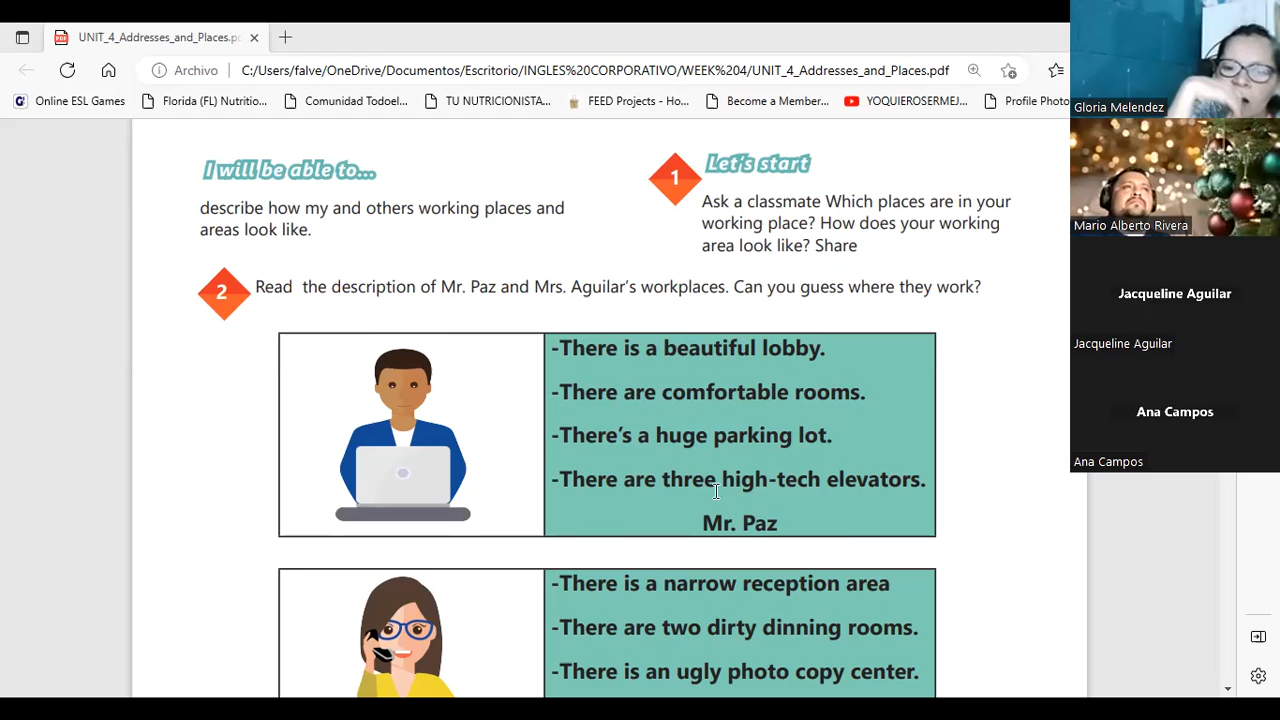 UNIT_4_Addresses_and_Places.pc
Archivo
C:/Users/falve/OneDrive/Documentos/Escritorio/INGLES%20CORPORATIVO/WEEK%204/UNIT_4_Addresses_and_Places.pdf
Online ESL Games
Florida (FL) Nutritio...
Comunidad Todoel...
TU NUTRICIONISTA...
FEED Projects - Ho...
Become a Member...
YOQUIEROSERMEJ...
Profile Photo
I will be able to...
describe how my and others working places and
areas look like.
1
Let's start
Ask a classmate Which places are in your
working place? How does your working
area look like? Share
2
Read the description of Mr. Paz and Mrs. Aguilar's workplaces. Can you guess where they work?
-There is a beautiful lobby.
-There are comfortable rooms.
-There's a huge parking lot.
-There are three high-tech elevators.
Mr. Paz
-There is a narrow reception area
-There are two dirty dinning rooms.
-There is an ugly photo copy center.
Gloria Melendez
Mario Alberto Rivera
Jacqueline Aguilar
Jacqueline Aguilar
Ana Campos
Ana Campos